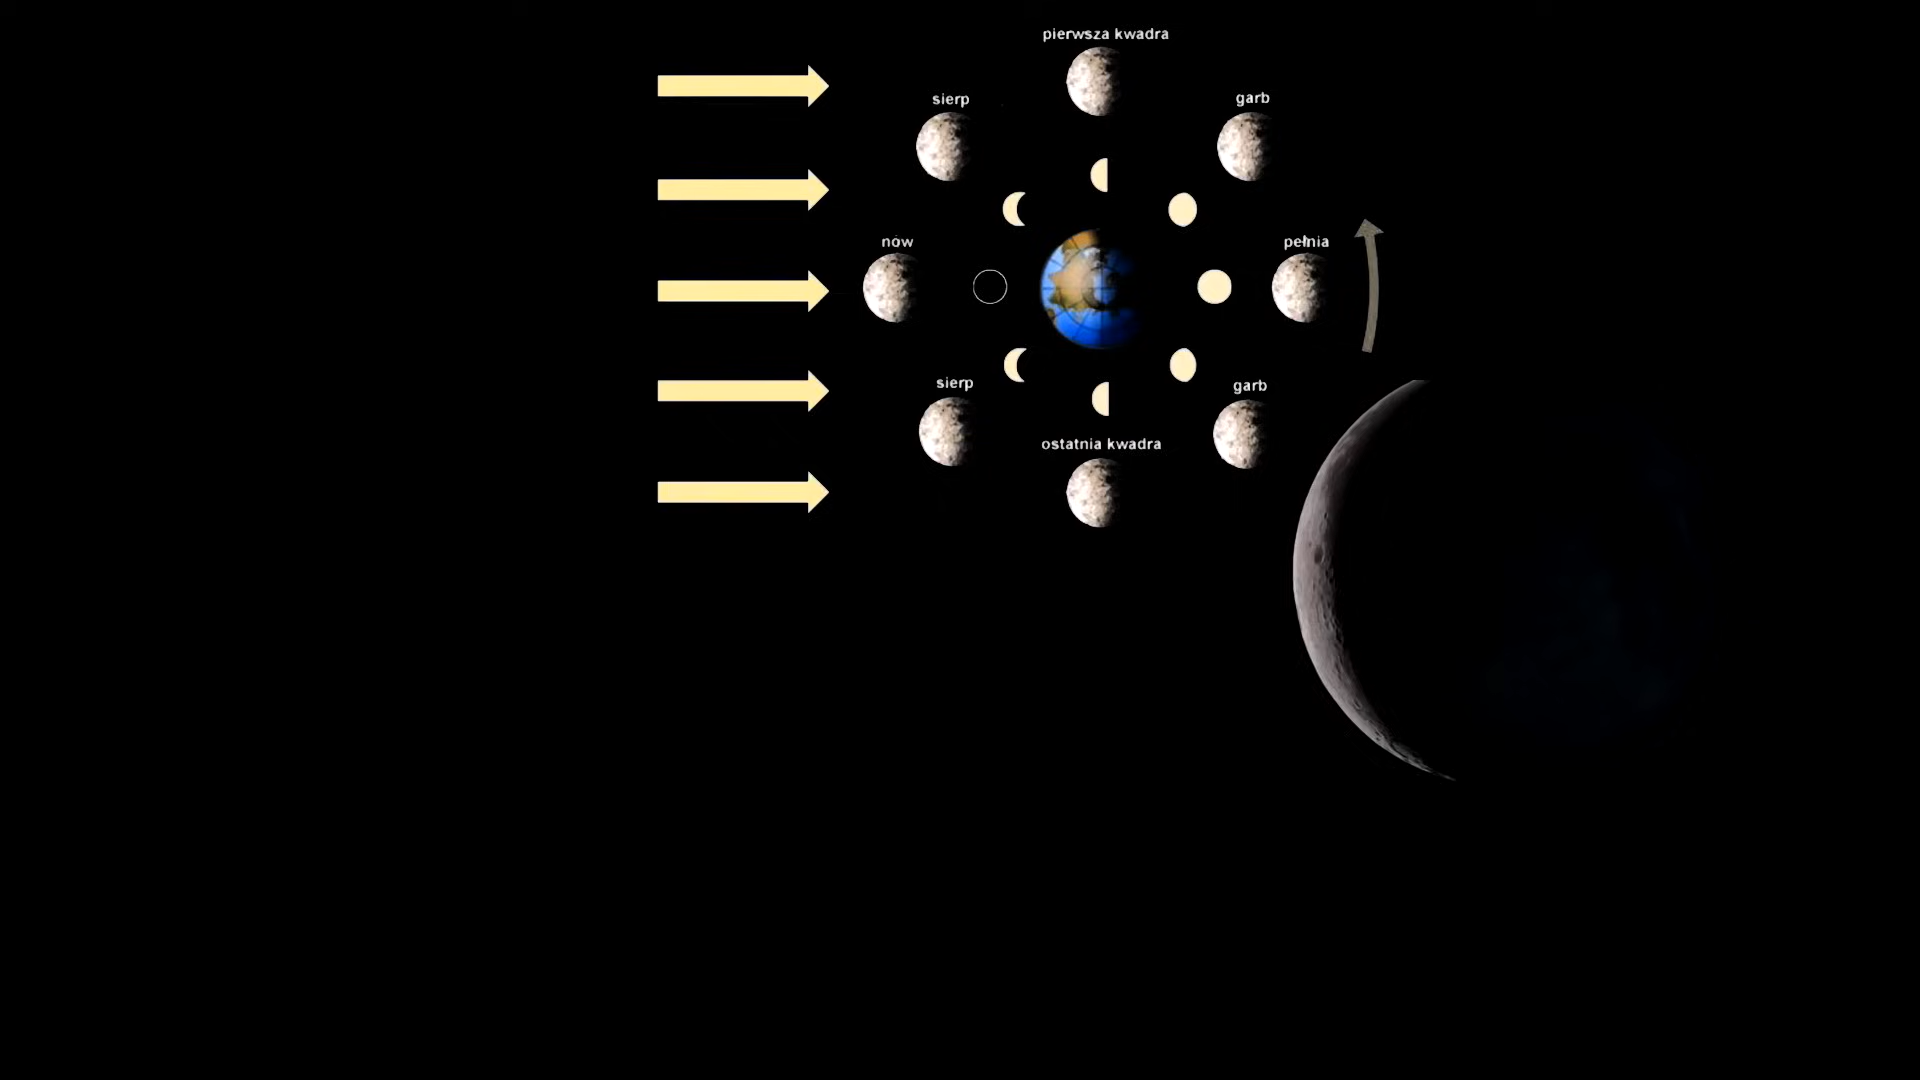 pierwsza kwadra
sierp
garb
nów
pełnia
sierp
garb
ostatnia kwadra